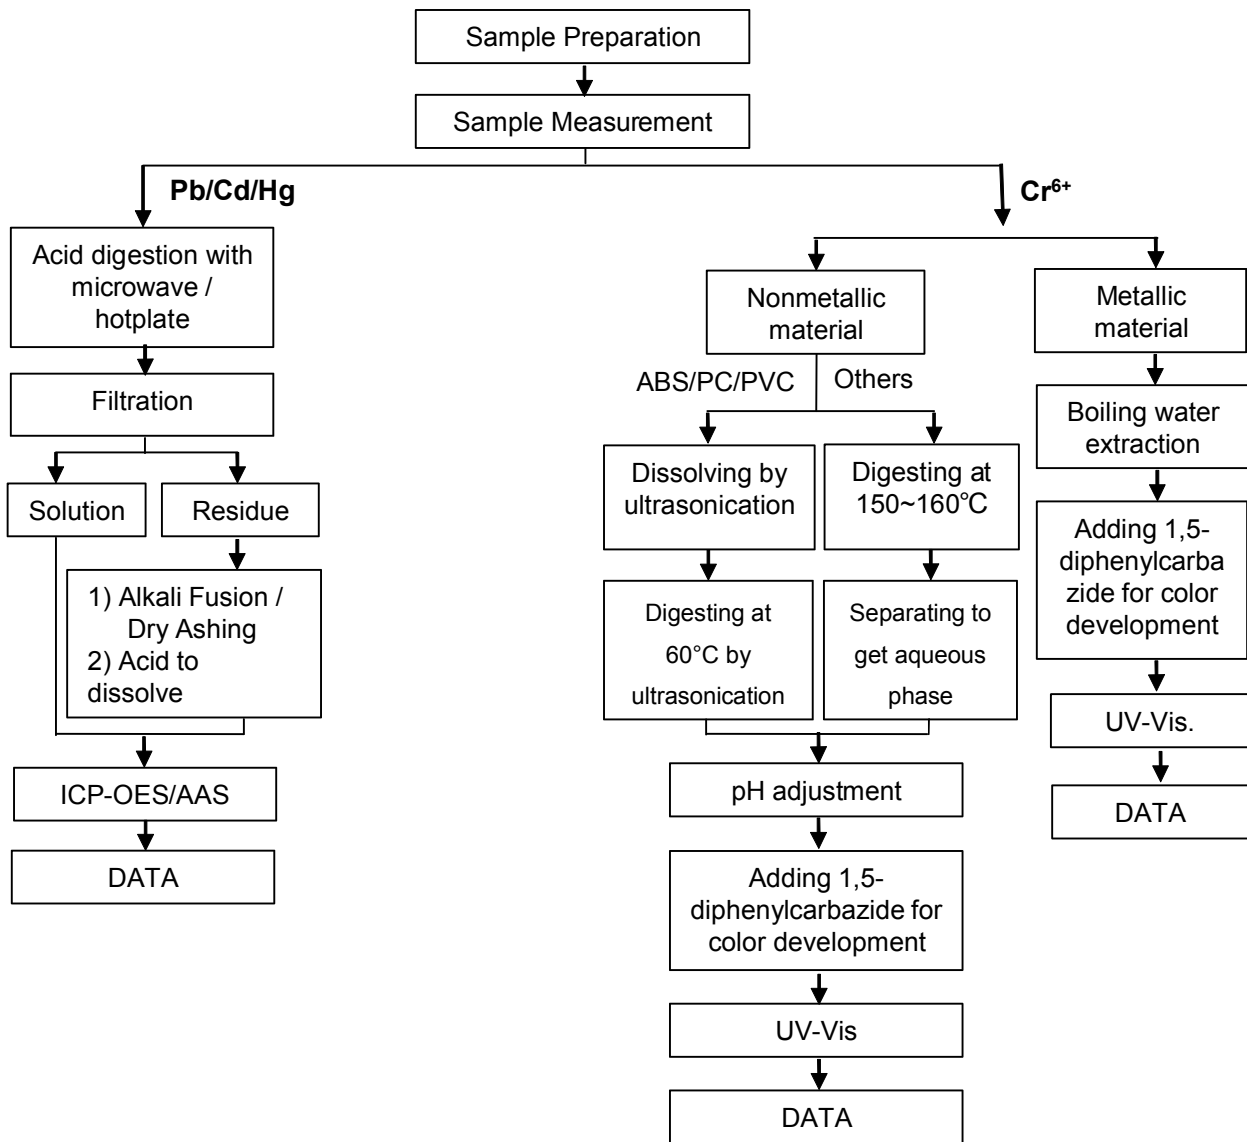 Sample Preparation
Sample Measurement
Pb/Cd/Hg
Acid digestion with
microwave /
hotplate
Filtration
Solution
Residue
1) Alkali Fusion /
Dry Ashing
2) Acid to
dissolve
ICP-OES/AAS
DATA
Cr⁶⁺
Nonmetallic
material
ABS/PC/PVC
Others
Dissolving by
ultrasonication
Digesting at
60°C by
ultrasonication
Digesting at
150~160℃
Separating to
get aqueous
phase
pH adjustment
Adding 1,5-
diphenylcarbazide for
color development
UV-Vis
DATA
Metallic
material
Boiling water
extraction
Adding 1,5-
diphenylcarba
zide for color
development
UV-Vis.
DATA